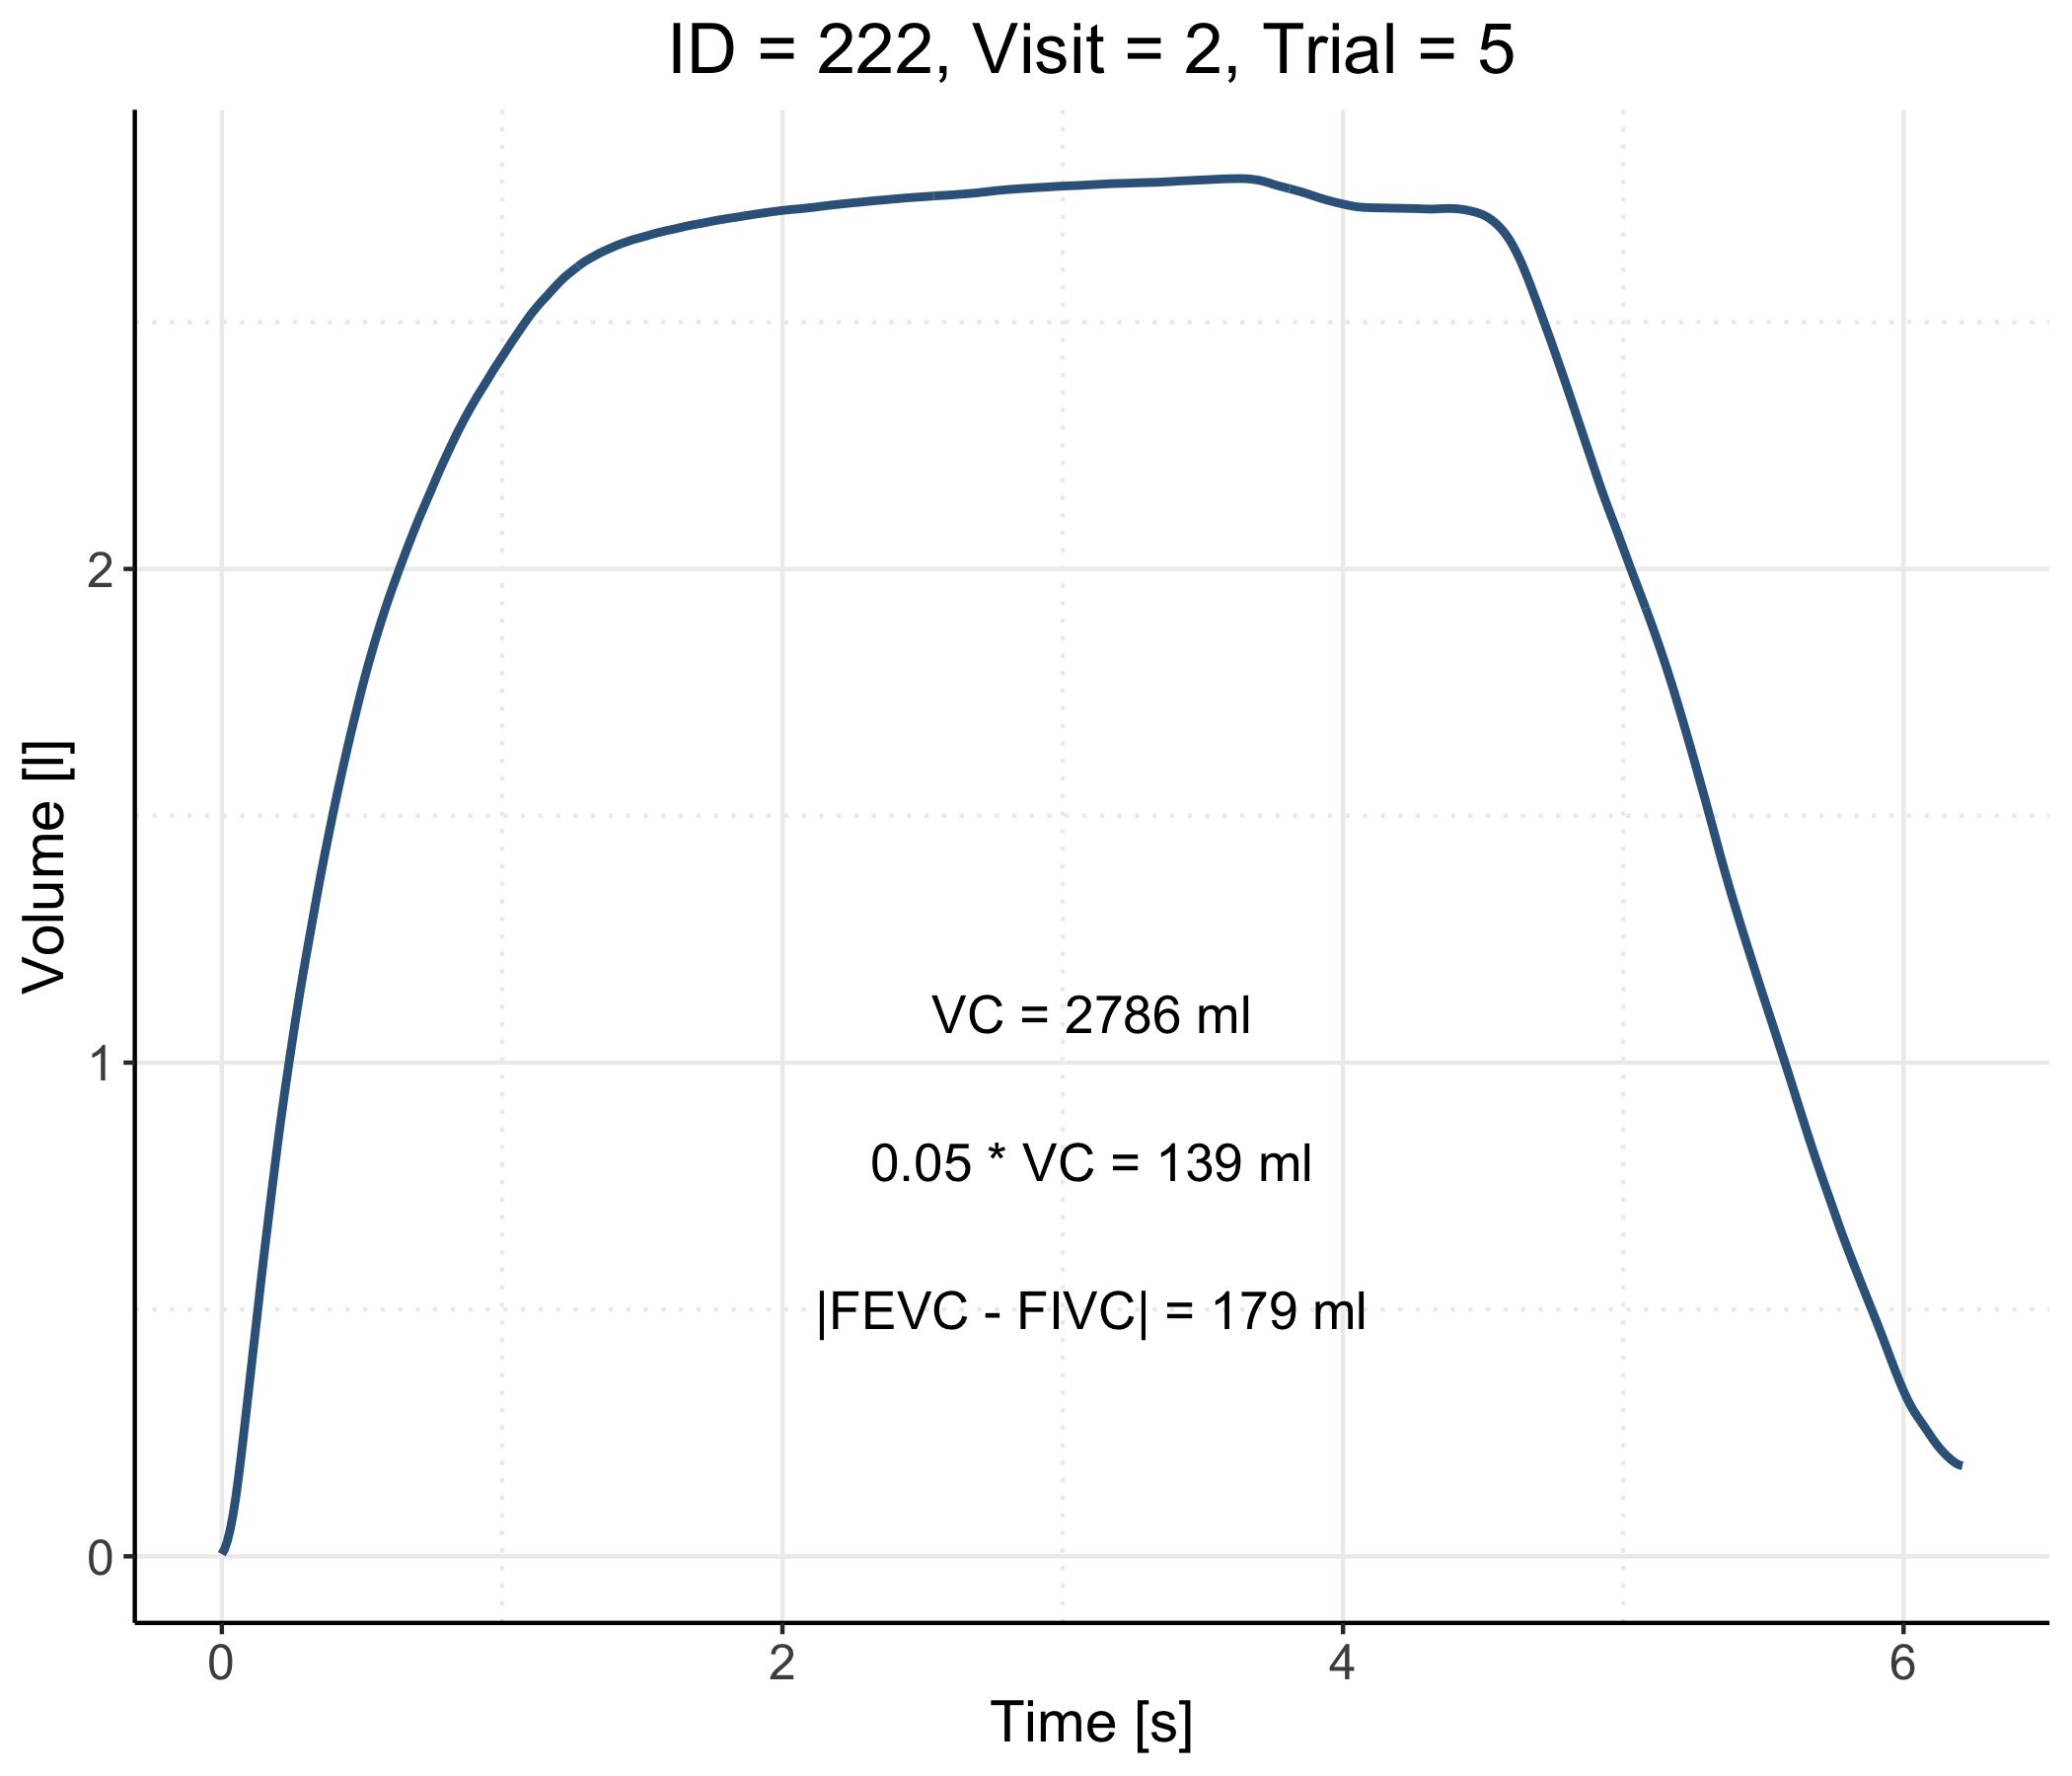 ID = 222, Visit = 2, Trial = 5
Volume [l]
2
1
0
VC = 2786 ml
0.05 * VC = 139 ml
|FEVC - FIVC| = 179 ml
0
2
4
6
Time [s]